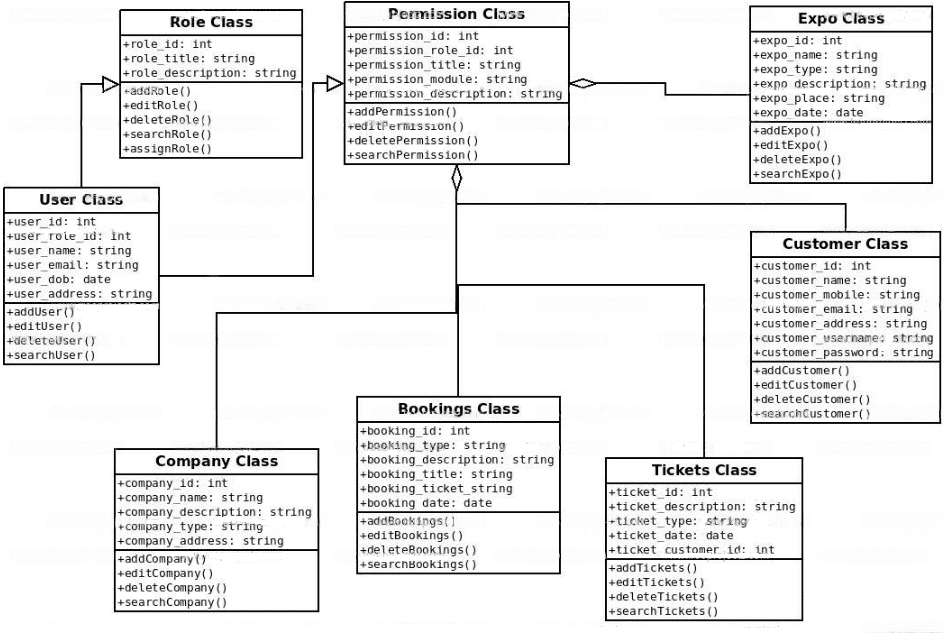 Role Class
+role_id: int
+role_title: string
+role_description: string
+addRole()
+editRole()
+deleteRole()
+searchRole()
+assignRole()
Permission Class
+permission_id: int
+permission_role_id: int
+permission_title: string
+permission_module: string
+permission_description: string
+addPermission()
+editPermission()
+deletePermission()
+searchPermission()
Expo Class
+expo_id: int
+expo_name: string
+expo_type: string
+expo_description: string
+expo_place: string
+expo_date: date
+addExpo()
+editExpo()
+deleteExpo()
+searchExpo()
User Class
+user_id: int
+user_role_id: int
+user_name: string
+user_email: string
+user_dob: date
+user_address: string
+addUser()
+editUser()
+deleteUser()
+searchUser()
Customer Class
+customer_id: int
+customer_name: string
+customer_mobile: string
+customer_email: string
+customer_address: string
+customer_username: string
+customer_password: string
+addCustomer()
+editCustomer()
+deleteCustomer()
+searchCustomer()
Company Class
+company_id: int
+company_name: string
+company_description: string
+company_type: string
+company_address: string
+addCompany()
+editCompany()
+deleteCompany()
+searchCompany()
Bookings Class
+booking_id: int
+booking_type: string
+booking_description: string
+booking_title: string
+booking_ticket_string
+booking_date: date
+addBookings()
+editBookings()
+deleteBookings()
+searchBookings()
Tickets Class
+ticket_id: int
+ticket_description: string
+ticket_type: string
+ticket_date: date
+ticket_customer_id: int
+addTickets()
+editTickets()
+deleteTickets()
+searchTickets()